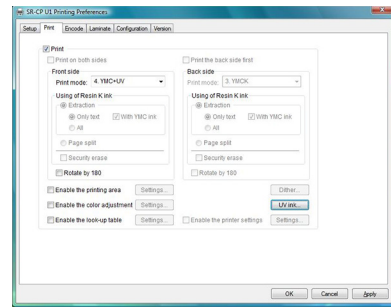 SR-CP U1 Printing Preferences
Setup Print Encode Laminate Configuration Version
Print
Print on both sides
Print the back side first
Front side
Print mode: 4. YMC+UV
Using of Resin K ink
Extraction
Only text With YMC ink
All
Page split
Security erase
Rotate by 180
Back side
Print mode: 3. YMCK
Using of Resin K ink
Extraction
Only text With YMC ink
All
Page split
Security erase
Rotate by 180
Enable the printing area Settings... Dither...
Enable the color adjustment Settings... UV ink...
Enable the look-up table Settings... Enable the printer settings Settings...
OK Cancel Apply